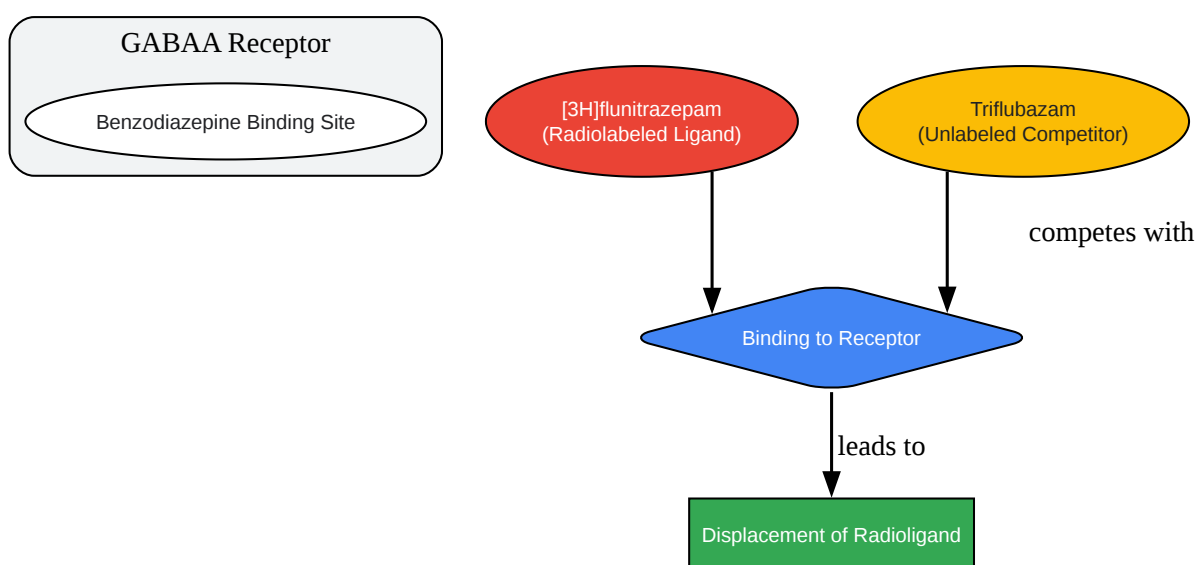 GABAA Receptor
Benzodiazepine Binding Site
[3H]flunitrazepam
(Radiolabeled Ligand)
Triflubazam
(Unlabeled Competitor)
competes with
Binding to Receptor
leads to
Displacement of Radioligand